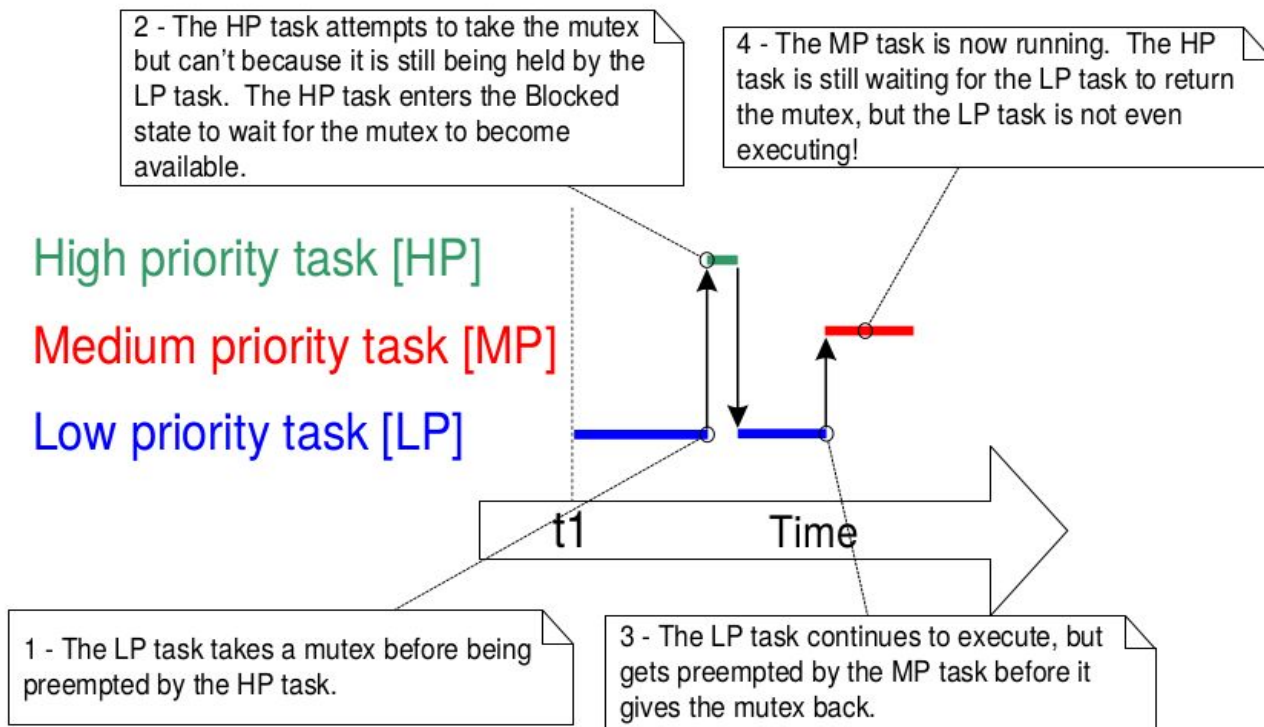 2 - The HP task attempts to take the mutex
but can't because it is still being held by the
LP task.  The HP task enters the Blocked
state to wait for the mutex to become
available.
4 - The MP task is now running.  The HP
task is still waiting for the LP task to return
the mutex, but the LP task is not even
executing!
High priority task [HP]
Medium priority task [MP]
Low priority task [LP]
t1
Time
1 - The LP task takes a mutex before being
preempted by the HP task.
3 - The LP task continues to execute, but
gets preempted by the MP task before it
gives the mutex back.